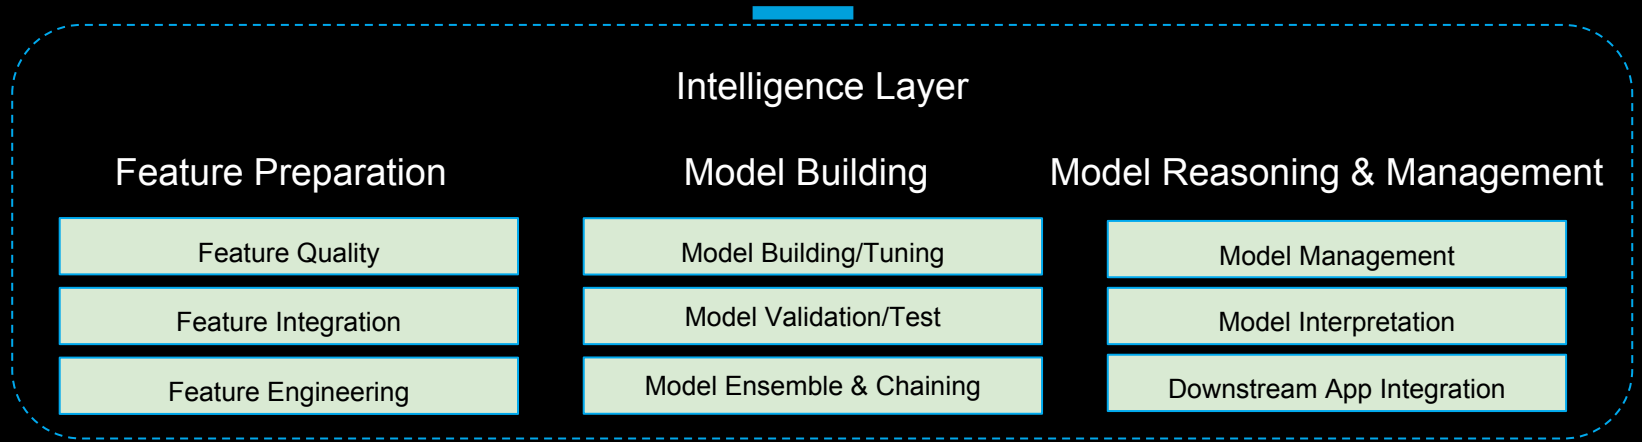 Intelligence Layer
Feature Preparation
Feature Quality
Feature Integration
Feature Engineering
Model Building
Model Building/Tuning
Model Validation/Test
Model Ensemble & Chaining
Model Reasoning & Management
Model Management
Model Interpretation
Downstream App Integration